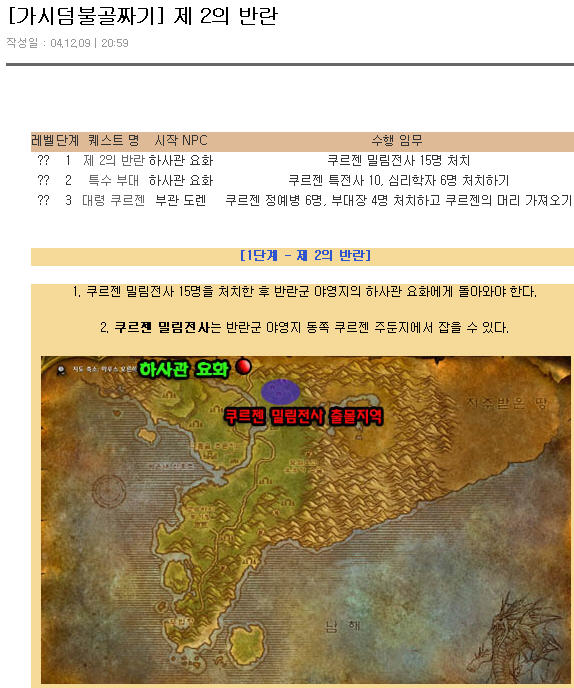 [가시덤불골짜기] 제 2의 반란
작성일 : 04,12,09 | 20:59
레벨 단계 퀘스트 명 시작 NPC 수행 임무
?? 1 제 2의 반란 하사관 요화 쿠르젠 밀림전사 15명 처치
?? 2 특수 부대 하사관 요화 쿠르젠 특전사 10, 심리학자 6명 처치하기
?? 3 대령 쿠르젠 부관 도렌 쿠르젠 정예병 6명, 부대장 4명 처치하고 쿠르젠의 머리 가져오기
[1단계 - 제 2의 반란]
1. 쿠르젠 밀림전사 15명을 처치한 후 반란군 야영지의 하사관 요화에게 돌아와야 한다.
2. 쿠르젠 밀림전사는 반란군 야영지 동쪽 쿠르젠 주둔지에서 잡을 수 있다.
하사관 요화
쿠르젠 밀림전사 출몰지역
저주받은 땅
남 해